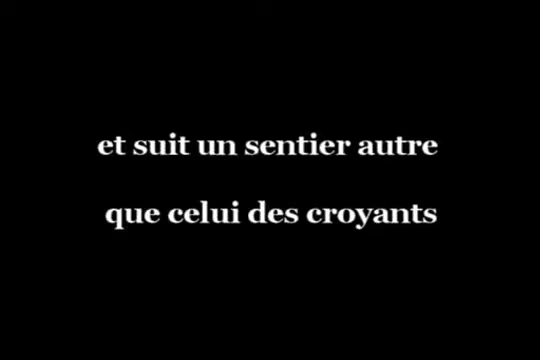 et suit un sentier autre
que celui des croyants